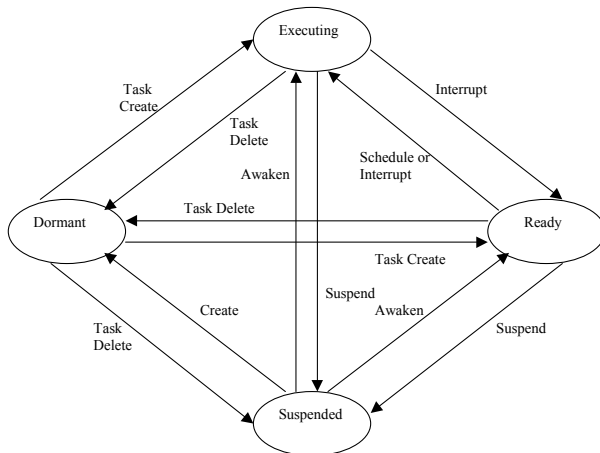 Executing
Task
Create
Interrupt
Task
Delete
Awaken
Schedule or
Interrupt
Task Delete
Dormant
Ready
Task Create
Suspend
Awaken
Create
Task
Delete
Suspend
Suspended